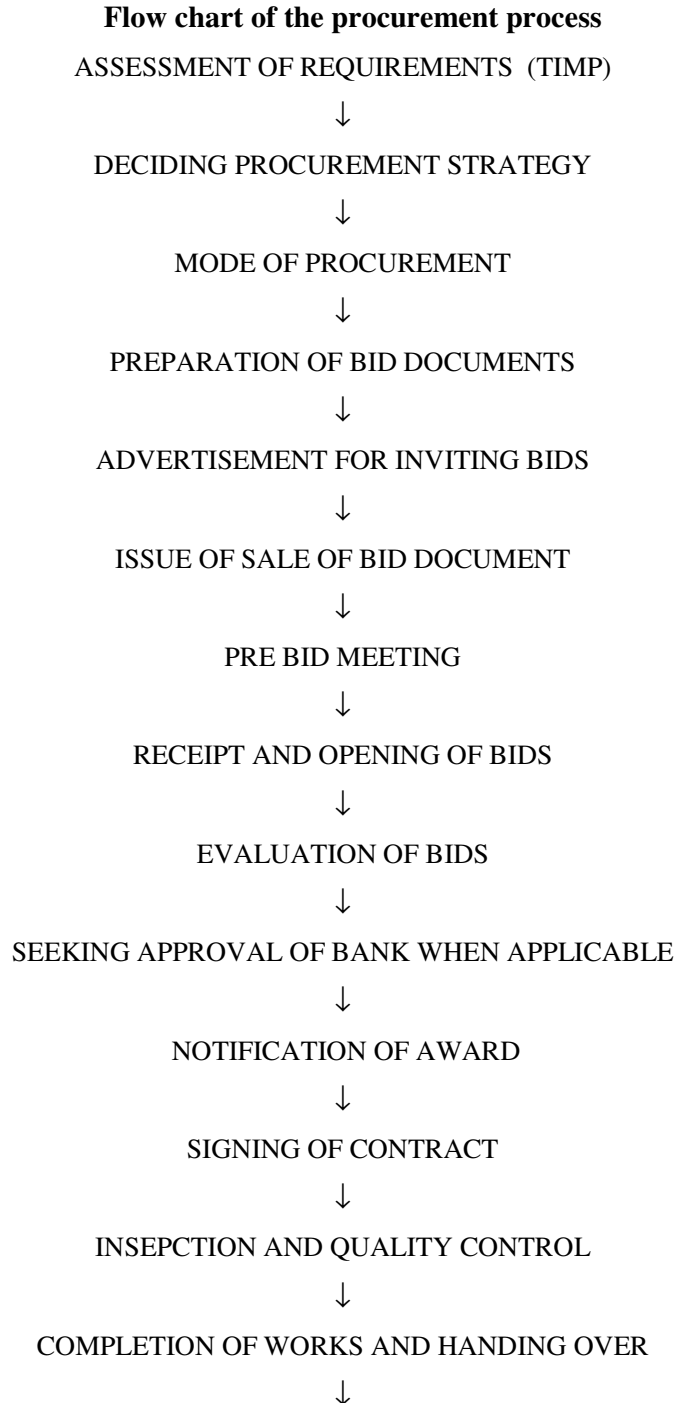 Flow chart of the procurement process
ASSESSMENT OF REQUIREMENTS (TIMP)
↓
DECIDING PROCUREMENT STRATEGY
↓
MODE OF PROCUREMENT
↓
PREPARATION OF BID DOCUMENTS
↓
ADVERTISEMENT FOR INVITING BIDS
↓
ISSUE OF SALE OF BID DOCUMENT
↓
PRE BID MEETING
↓
RECEIPT AND OPENING OF BIDS
↓
EVALUATION OF BIDS
↓
SEEKING APPROVAL OF BANK WHEN APPLICABLE
↓
NOTIFICATION OF AWARD
↓
SIGNING OF CONTRACT
↓
INSEPCTION AND QUALITY CONTROL
↓
COMPLETION OF WORKS AND HANDING OVER
↓